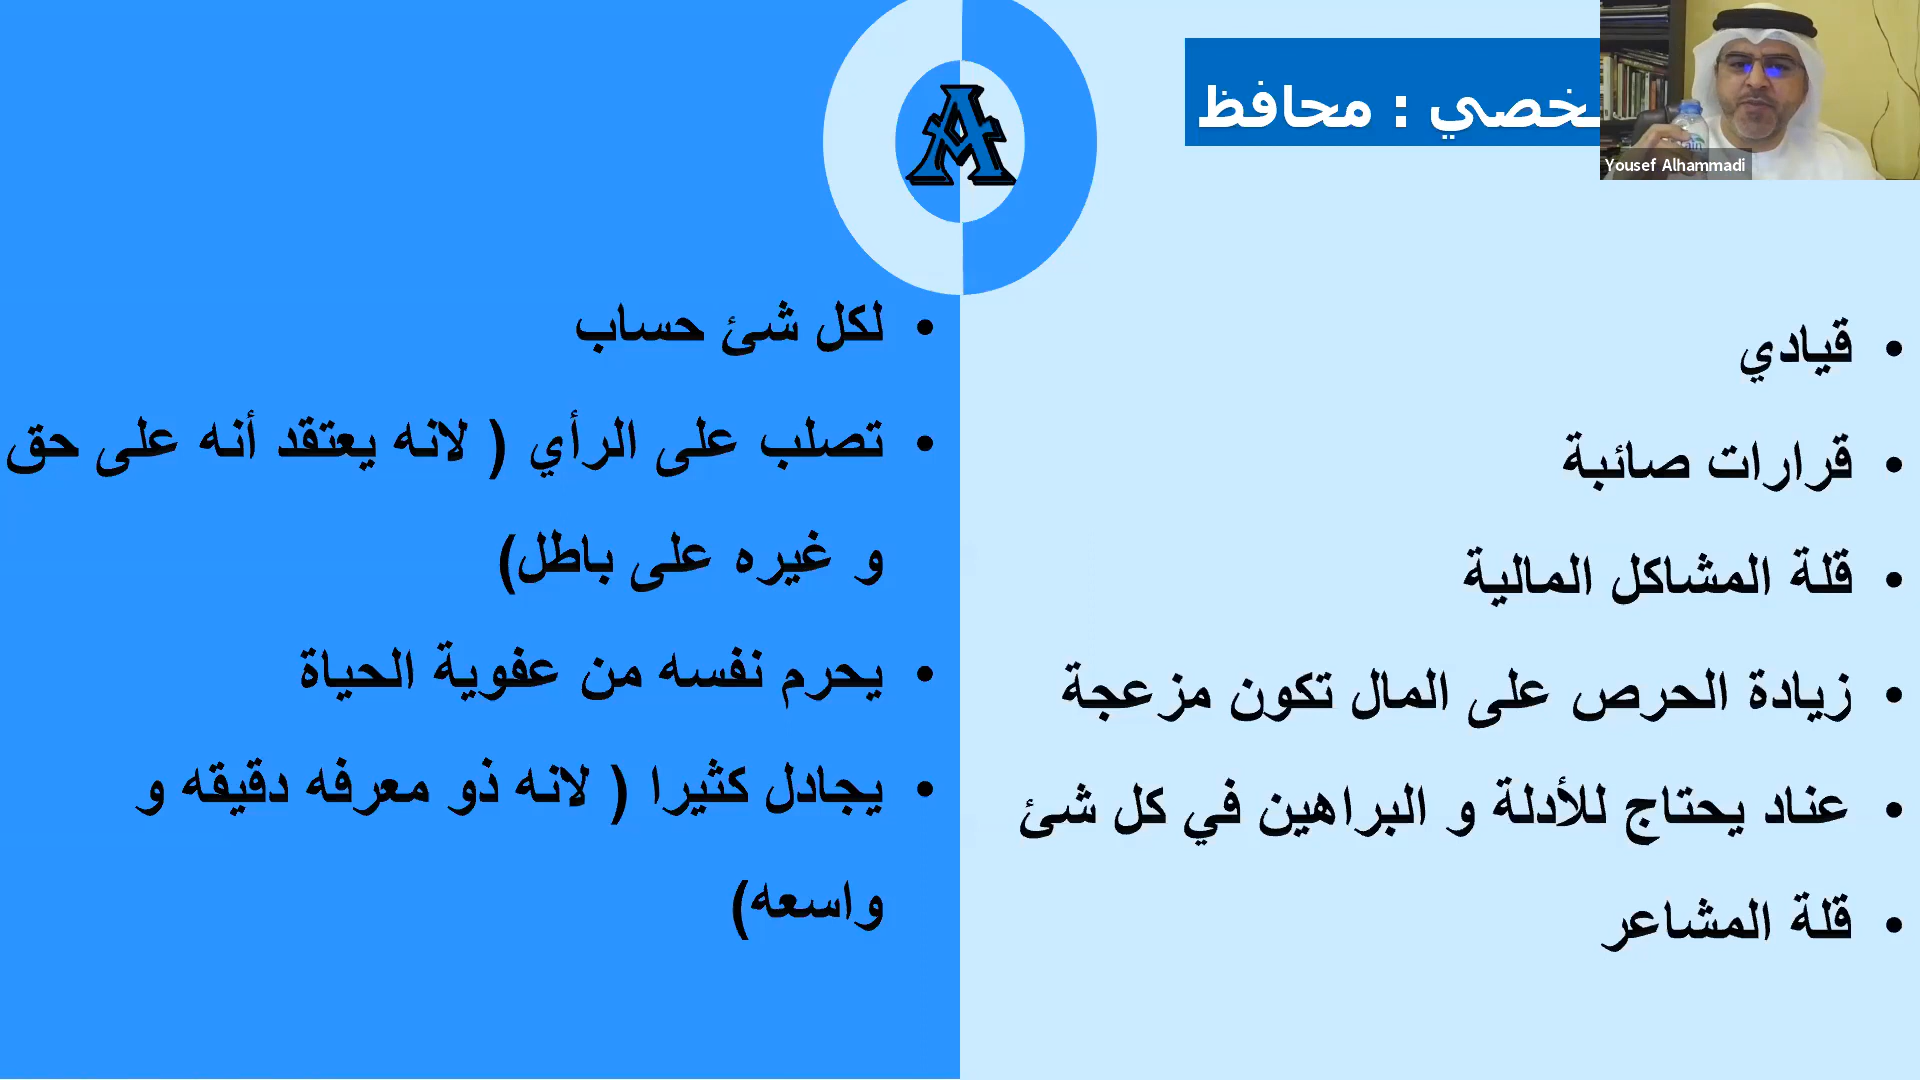 : محافظ
Yousef Alhammadi
A
• قيادي
• قرارات صائبة
• قلة المشاكل المالية
• زيادة الحرص على المال تكون مزعجة
• عناد يحتاج للأدلة و البراهين في كل شئ
• قلة المشاعر
• لكل شئ حساب
• تصلب على الرأي ( لانه يعتقد أنه على حق
و غيره على باطل)
• يحرم نفسه من عفوية الحياة
• يجادل كثيرا ( لانه ذو معرفه دقيقه و
واسعه)